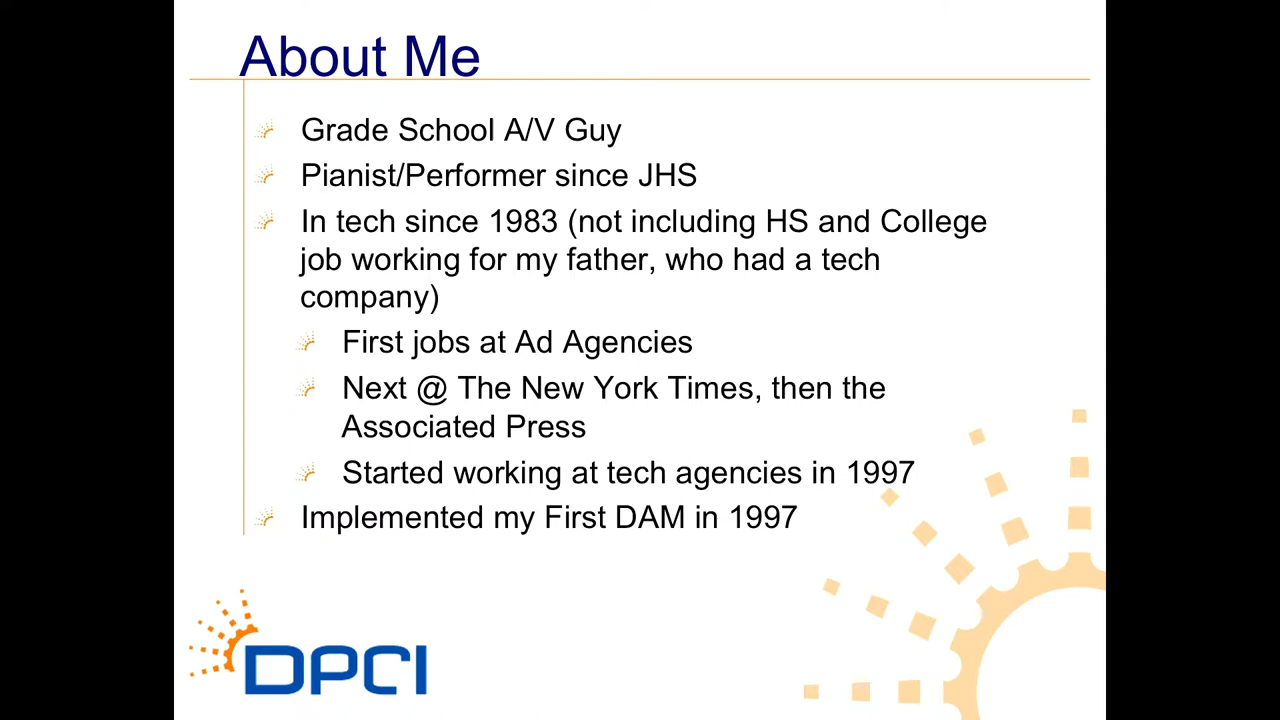 About Me
Grade School A/V Guy
Pianist/Performer since JHS
In tech since 1983 (not including HS and College
job working for my father, who had a tech
company)
First jobs at Ad Agencies
Next @ The New York Times, then the
Associated Press
Started working at tech agencies in 1997
Implemented my First DAM in 1997
DPCI